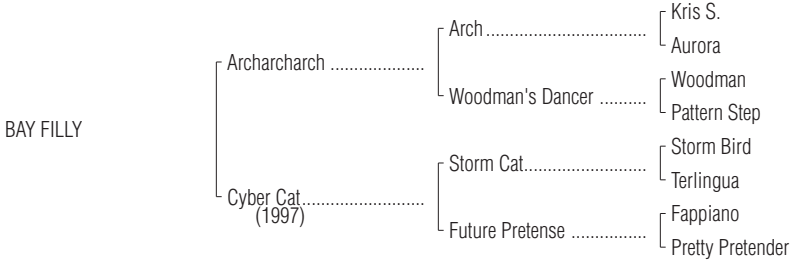 Kris S.
Arch ................................
Aurora
Archarcharch ....................
Woodman
Woodman's Dancer ..........
Pattern Step
BAY FILLY
Storm Bird
Storm Cat........................
Terlingua
Cyber Cat........................
(1997)
Fappiano
Future Pretense ...............
Pretty Pretender